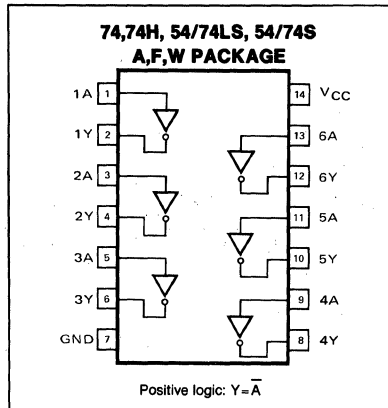 74,74H, 54/74LS, 54/74S
A,F,W PACKAGE
1A 1 14 VCC
1Y 2 13 6A
2A 3 12 6Y
2Y 4 11 5A
3A 5 10 5Y
3Y 6 9 4A
GND 7 8 4Y
Positive logic: Y=A̅